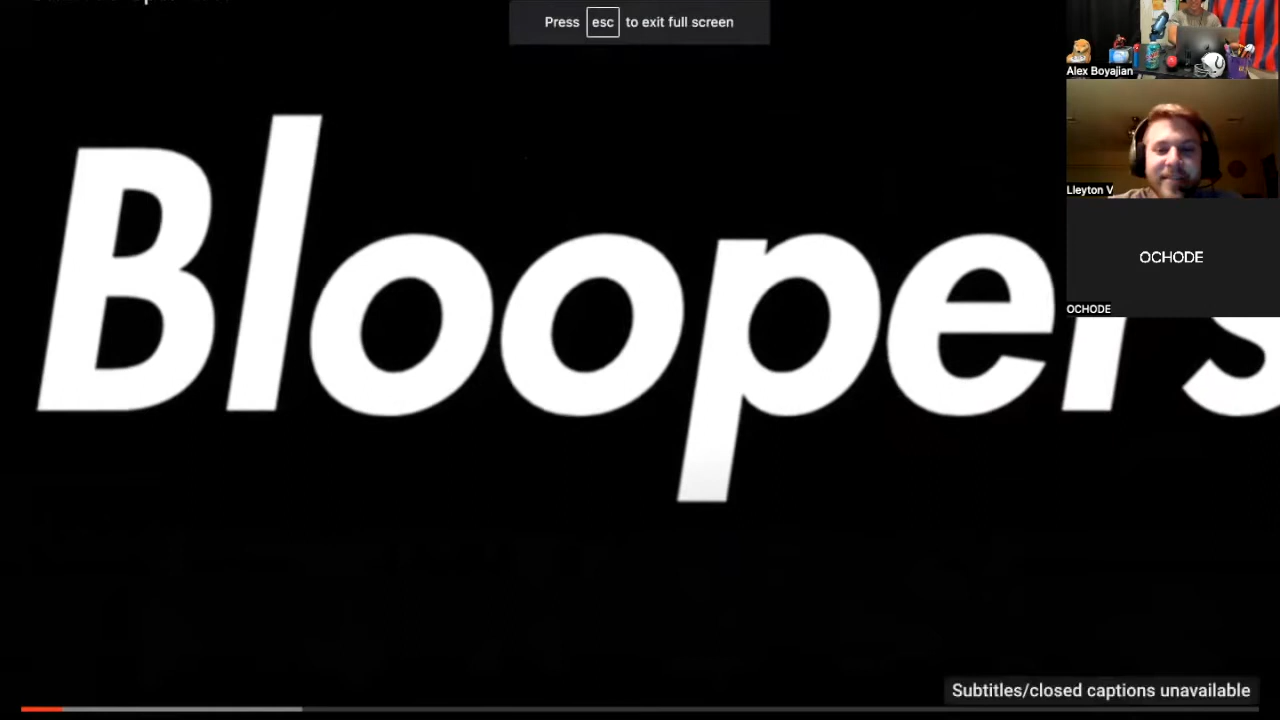 Press esc to exit full screen
Alex Boyajian
Bloopers
Lleyton V
OCHODE
OCHODE
Subtitles/closed captions unavailable